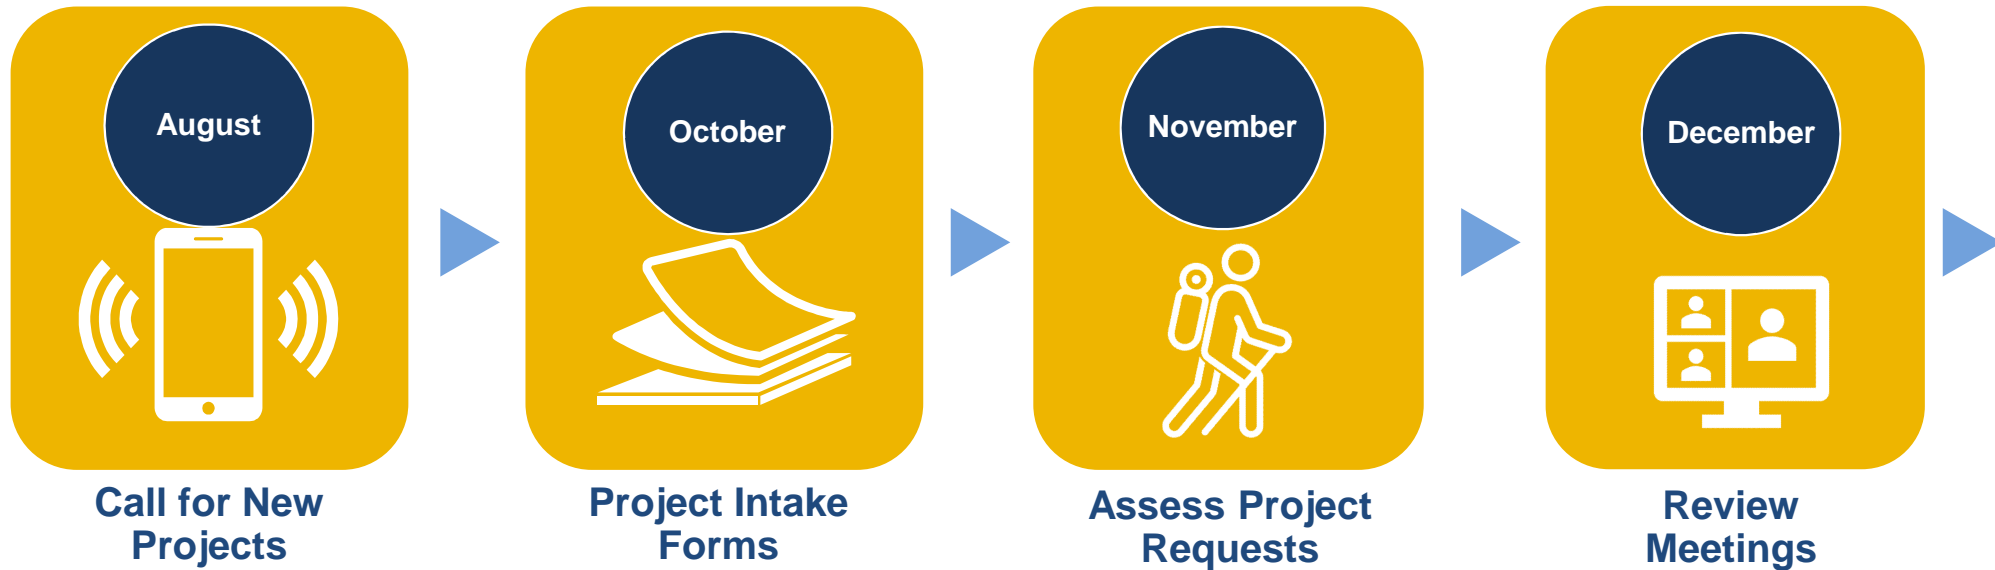 August
October
November
December
Call for New
Projects
Project Intake
Forms
Assess Project
Requests
Review
Meetings